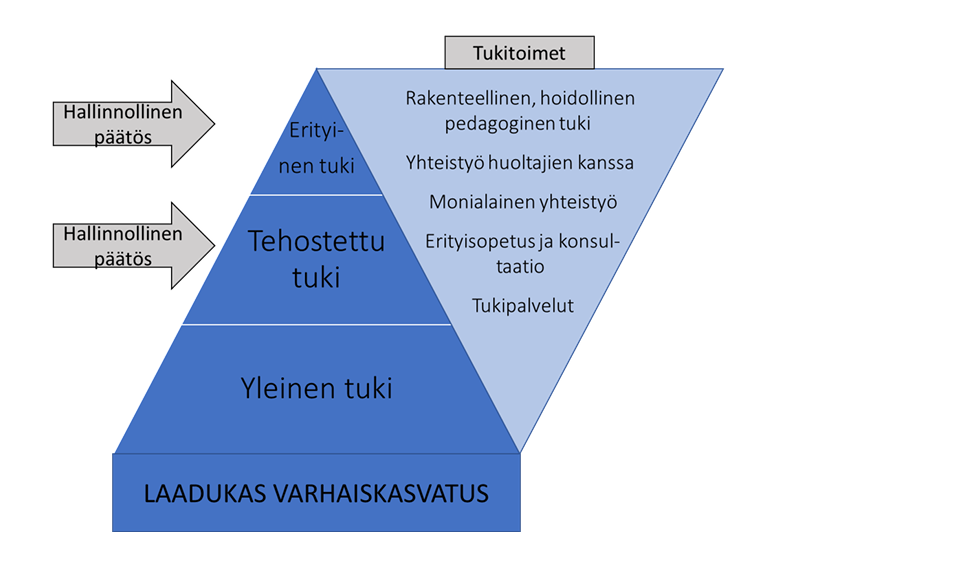 Tukitoimet
Hallinnollinen
päätös
Erityi-
nen tuki
Rakenteellinen, hoidollinen
pedagoginen tuki
Yhteistyö huoltajien kanssa
Monialainen yhteistyö
Erityisopetus ja konsul-
taatio
Tukipalvelut
Hallinnollinen
päätös
Tehostettu
tuki
Yleinen tuki
LAADUKAS VARHAISKASVATUS